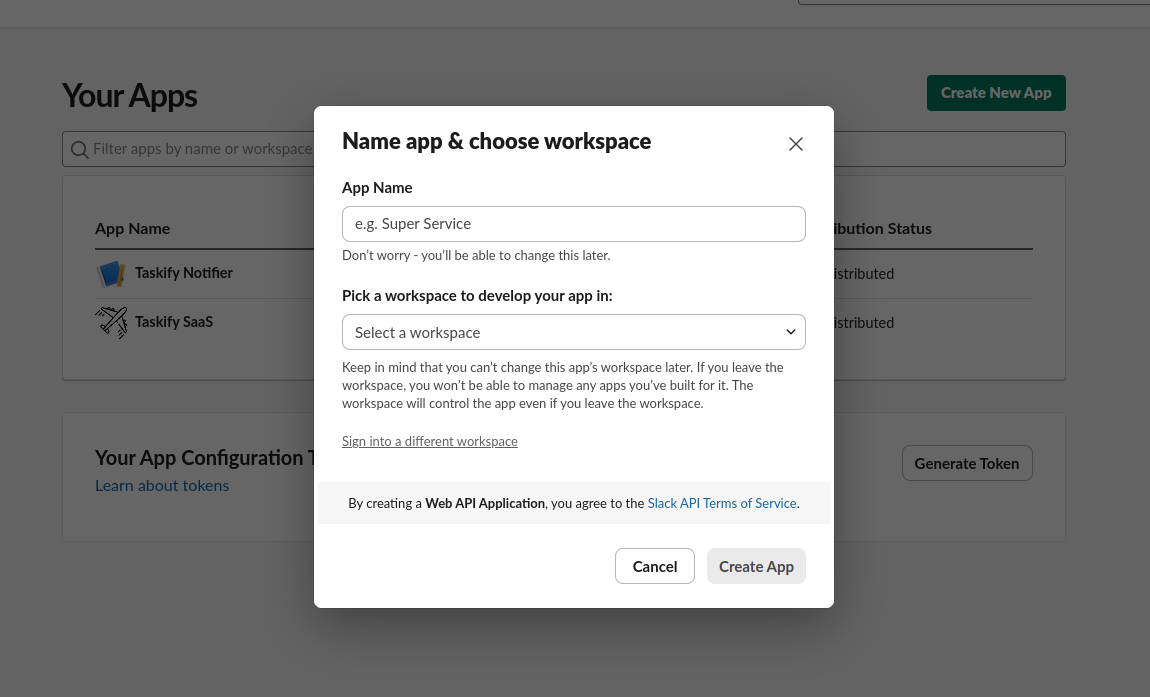 Your Apps
Create New App
Filter apps by name or workspace
Name app & choose workspace
App Name
e.g. Super Service
Don't worry - you'll be able to change this later.
Pick a workspace to develop your app in:
Select a workspace
Keep in mind that you can't change this app's workspace later. If you leave the
workspace, you won't be able to manage any apps you've built for it. The
workspace will control the app even if you leave the workspace.
Sign into a different workspace
By creating a Web API Application, you agree to the Slack API Terms of Service.
Cancel
Create App
App Name
ibution Status
Taskify Notifier
istributed
Taskify SaaS
istributed
Your App Configuration T
Learn about tokens
Generate Token